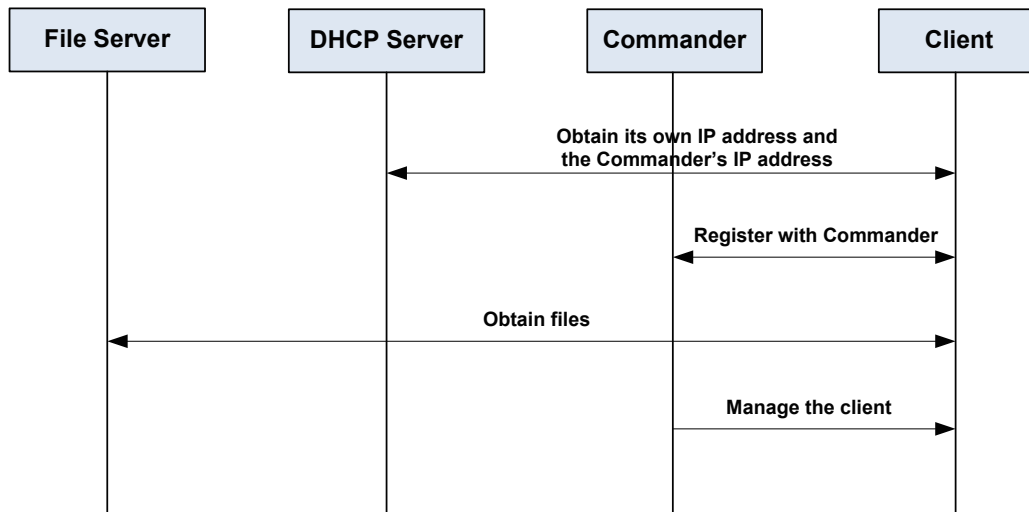 File Server
DHCP Server
Commander
Client
Obtain its own IP address and
the Commander’s IP address
Register with Commander
Obtain files
Manage the client